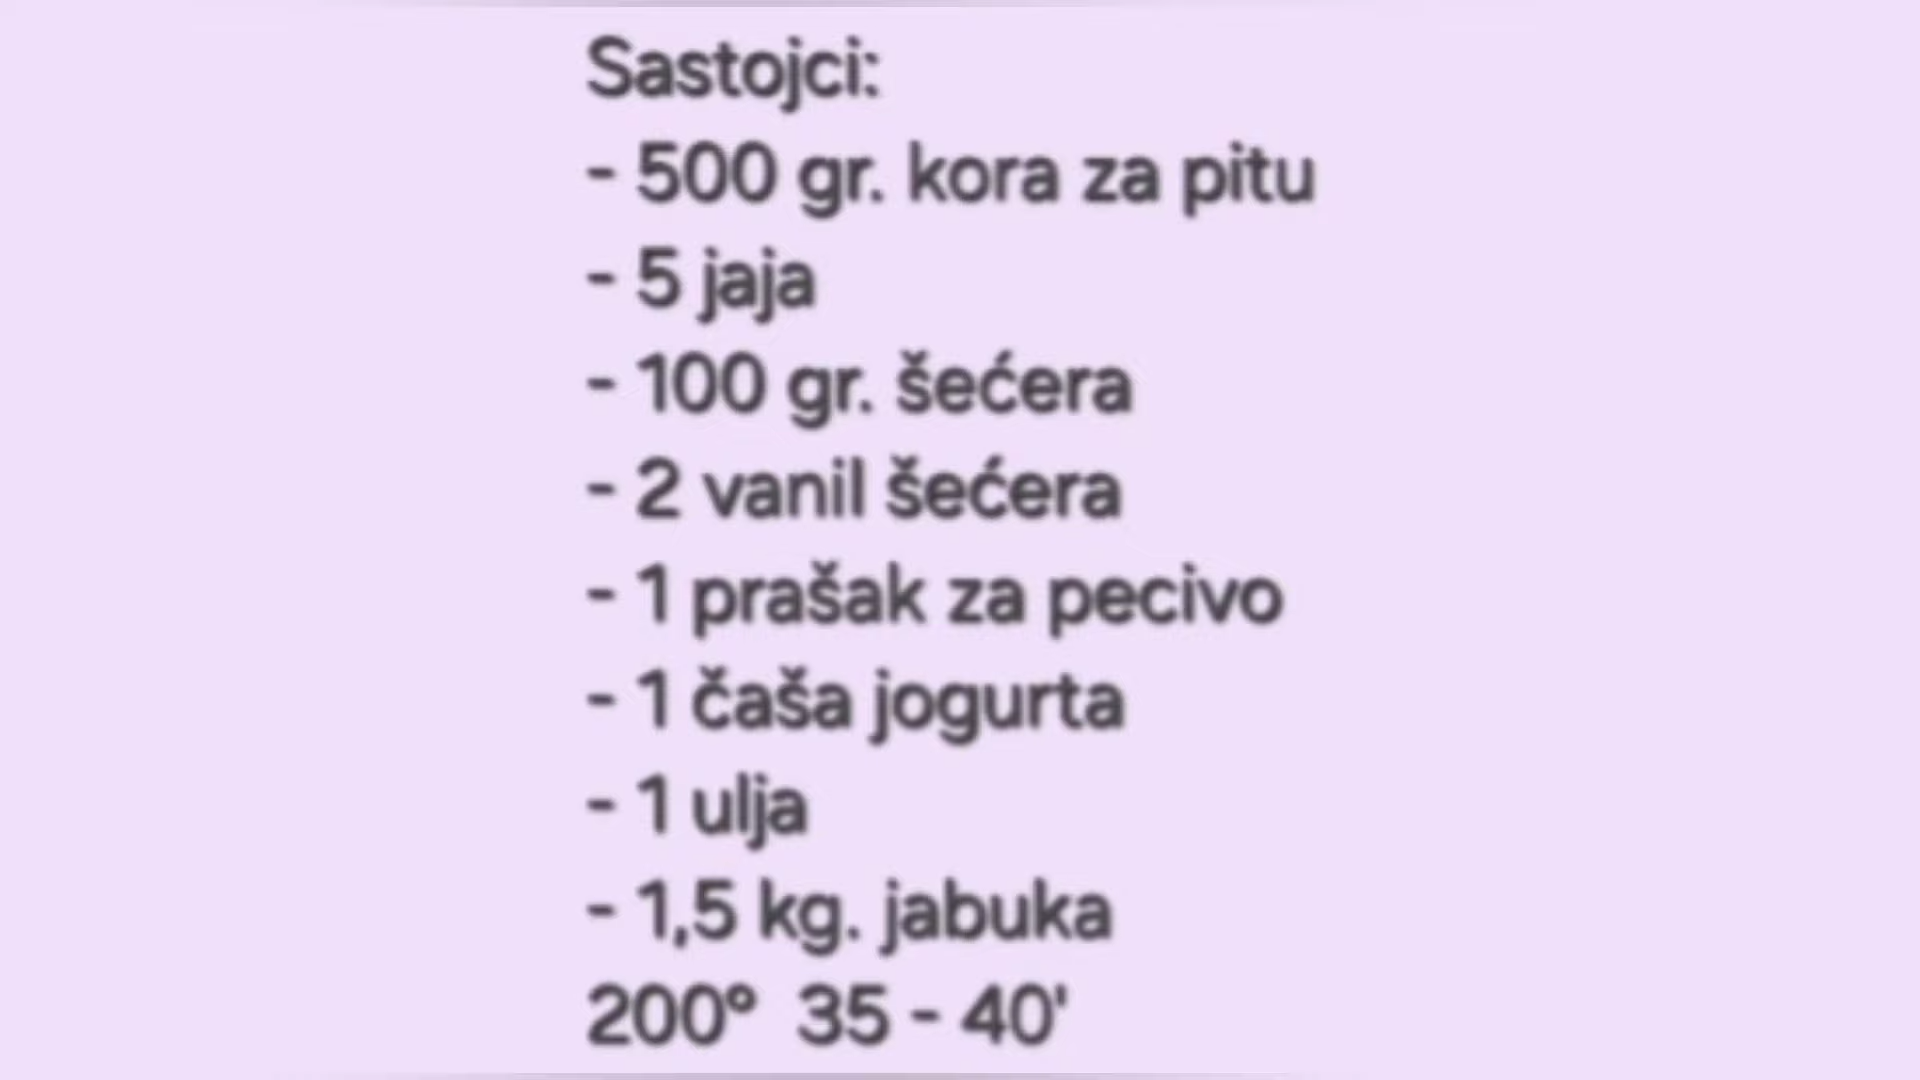 Sastojci:
- 500 gr. kora za pitu
- 5 jaja
- 100 gr. šećera
- 2 vanil šećera
- 1 prašak za pecivo
- 1 čaša jogurta
- 1 ulja
- 1,5 kg. jabuka
200° 35 - 40'